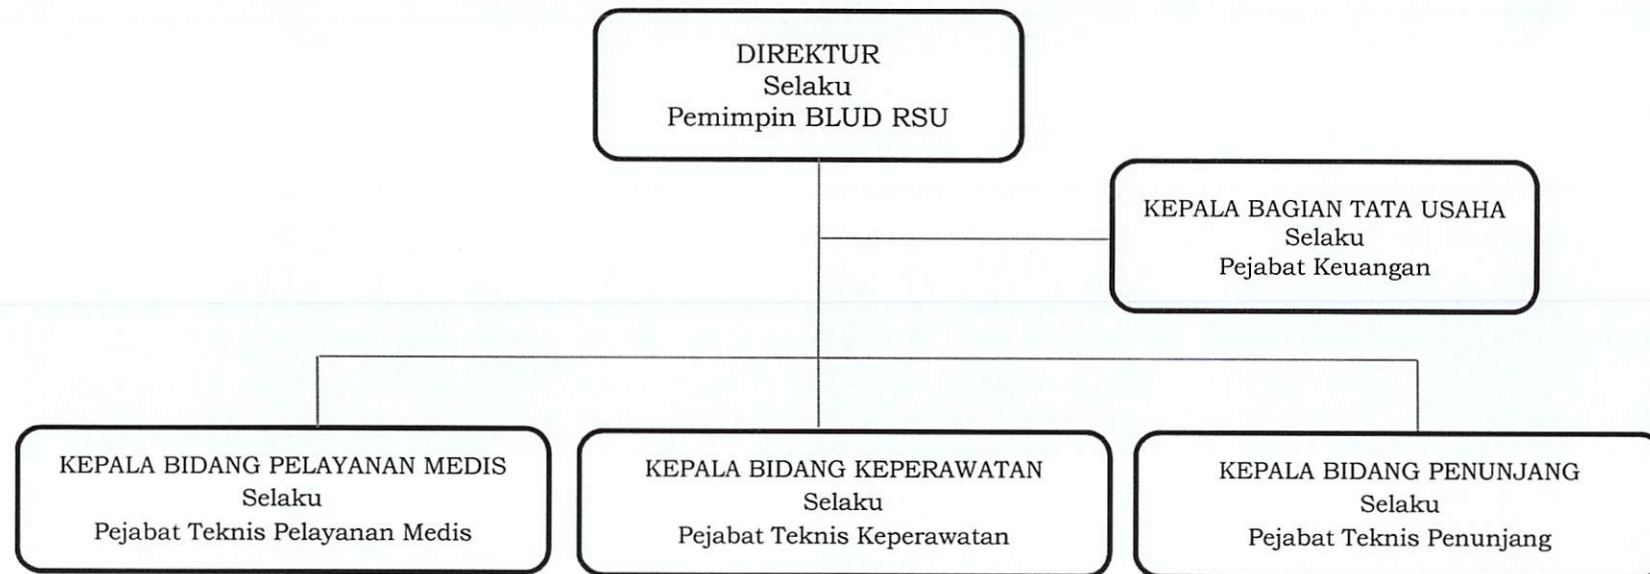 DIREKTUR
Selaku
Pemimpin BLUD RSU
KEPALA BAGIAN TATA USAHA
Selaku
Pejabat Keuangan
KEPALA BIDANG PELAYANAN MEDIS
Selaku
Pejabat Teknis Pelayanan Medis
KEPALA BIDANG KEPERAWATAN
Selaku
Pejabat Teknis Keperawatan
KEPALA BIDANG PENUNJANG
Selaku
Pejabat Teknis Penunjang